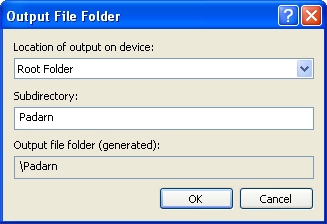 Output File Folder
Location of output on device:
Root Folder
Subdirectory:
Padarn
Output file folder (generated):
\Padarn
OK
Cancel